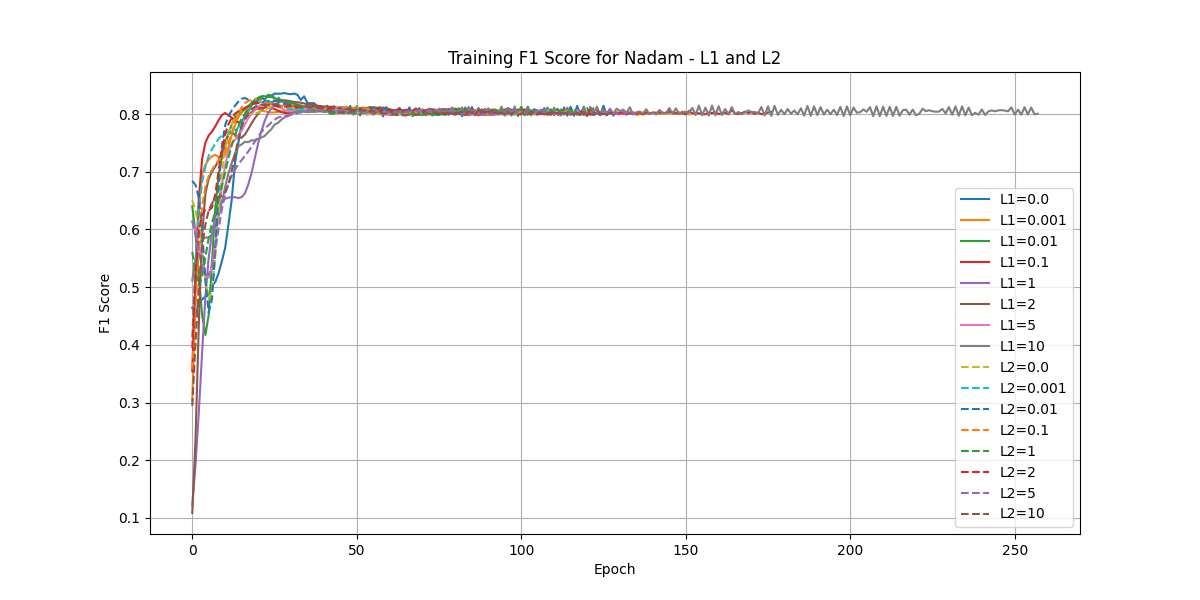 Training F1 Score for Nadam - L1 and L2
F1 Score
0.8
0.7
0.6
0.5
0.4
0.3
0.2
0.1
0
50
100
150
200
250
Epoch
L1=0.0
L1=0.001
L1=0.01
L1=0.1
L1=1
L1=2
L1=5
L1=10
L2=0.0
L2=0.001
L2=0.01
L2=0.1
L2=1
L2=2
L2=5
L2=10